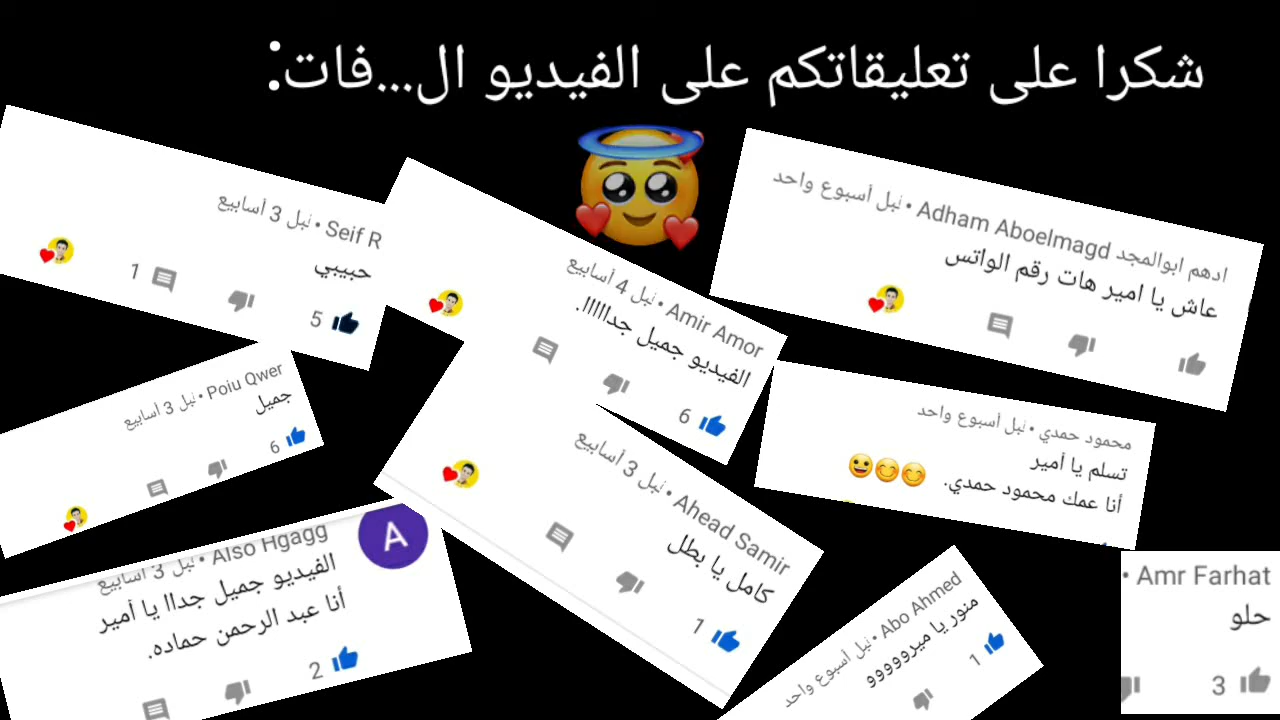 شكرا على تعليقاتكم على الفيديو ال...فات:
Seif R • قبل 3 أسابيع
حبيبي
5
1
Amir Amor • قبل 4 أسابيع
الفيديو جميل جدااااا.
6
ادهم ابوالمجد Adham Aboelmagd • قبل أسبوع واحد
عاش يا امير هات رقم الواتس
Poiu Qwer • قبل 3 أسابيع
جميل
6
Ahead Samir • قبل 3 أسابيع
كامل يا بطل
1
محمود حمدي • قبل أسبوع واحد
تسلم يا أمير
أنا عمك محمود حمدي. 😀😊😊
A
Also Hgagg • قبل 3 أسابيع
الفيديو جميل جداا يا أمير
أنا عبد الرحمن حماده.
2
Abo Ahmed • قبل أسبوع واحد
منور يا ميرووووو
1
• Amr Farhat
حلو
3